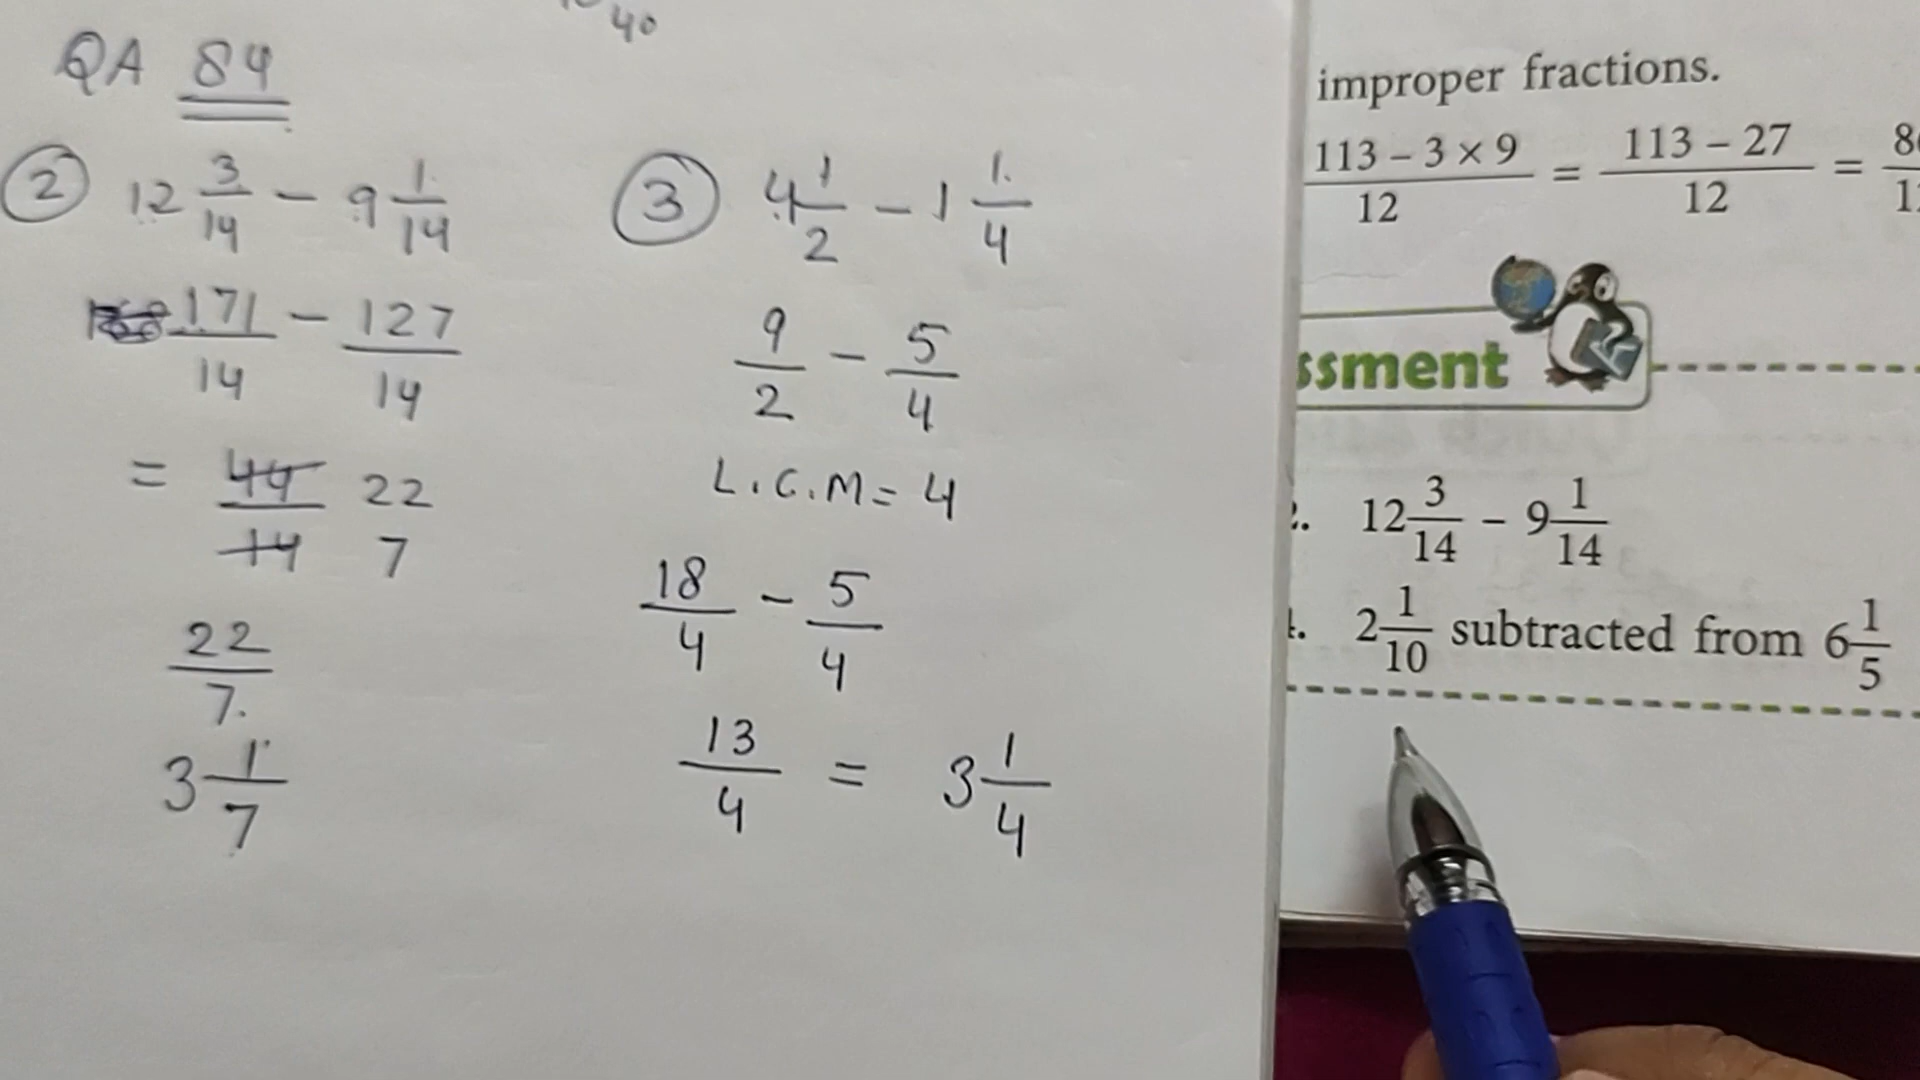 40
QA 84
② 12 3/14 - 9 1/14
171/14 - 127/14
= 44/14 22/7
22/7.
3 1/7
③ 4 1/2 - 1 1/4
9/2 - 5/4
L.C.M = 4
18/4 - 5/4
13/4 = 3 1/4
improper fractions.
113 – 3 × 9/12 = 113 – 27/12 =
ssment
2. 12 3/14 – 9 1/14
2 1/10 subtracted from 6 1/5